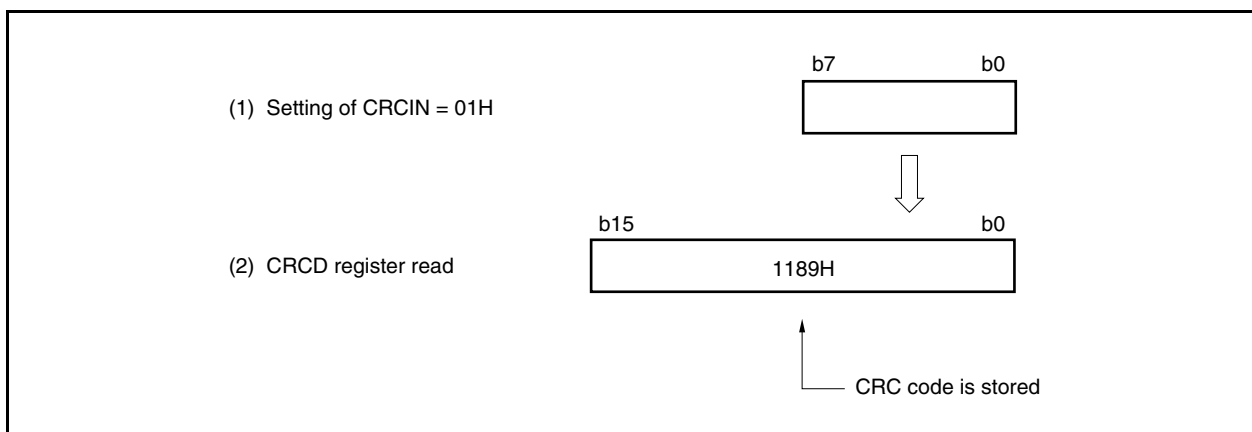 b7 b0
(1) Setting of CRCIN = 01H
b15 b0
(2) CRCD register read 1189H
CRC code is stored